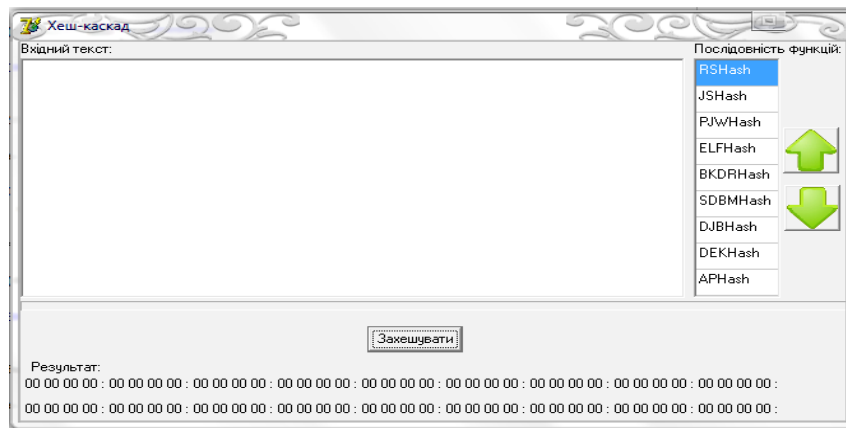 Хеш-каскад
Вхідний текст:
Послідовність функцій:
RSHash
JSHash
PJWHash
ELFHash
BKDRHash
SDBMHash
DJBHash
DEKHash
APHash
Захешувати
Результат:
00 00 00 00 : 00 00 00 00 : 00 00 00 00 : 00 00 00 00 : 00 00 00 00 : 00 00 00 00 : 00 00 00 00 : 00 00 00 00 : 00 00 00 00 :
00 00 00 00 : 00 00 00 00 : 00 00 00 00 : 00 00 00 00 : 00 00 00 00 : 00 00 00 00 : 00 00 00 00 : 00 00 00 00 : 00 00 00 00 :